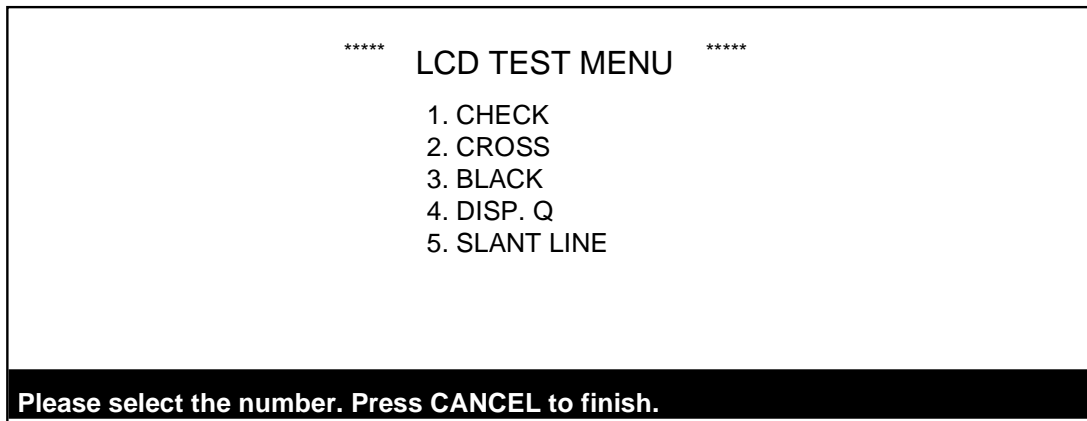 ***** LCD TEST MENU *****
1. CHECK
2. CROSS
3. BLACK
4. DISP. Q
5. SLANT LINE
Please select the number. Press CANCEL to finish.